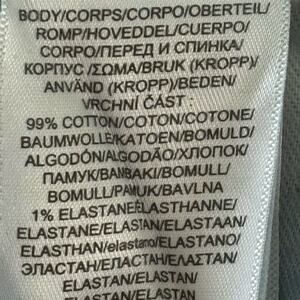 BODY/CORPS/CORPO/OBERTEIL/
ROMP/HOVEDDEL/CUERPO/
CORPO/ПЕРЕД И СПИНКА/
КОРПУС /ΣΩΜΑ/BRUK (KROPP)/
ANVÄND (KROPP)/BEDEN/
VRCHNÍ ČÁST :
99% COTTON/COTON/COTONE/
BAUMWOLLE/KATOEN/BOMULD/
ALGODÓN/ALGODÃO/ХЛОПОК/
ПАМУК/ΒΑΜΒΑΚΙ/BOMULL/
BOMULL/PAMUK/BAVLNA
1% ELASTANE/ELASTHANNE/
ELASTANE/ELASTAN/ELASTAAN/
ELASTHAN/elastano/ELASTANO/
ЭЛАСТАН/ЕЛАСТАН/ΕΛΑΣΤΑΝ/
ELASTAN/ELASTAN/
ELASTAN/ELASTAN